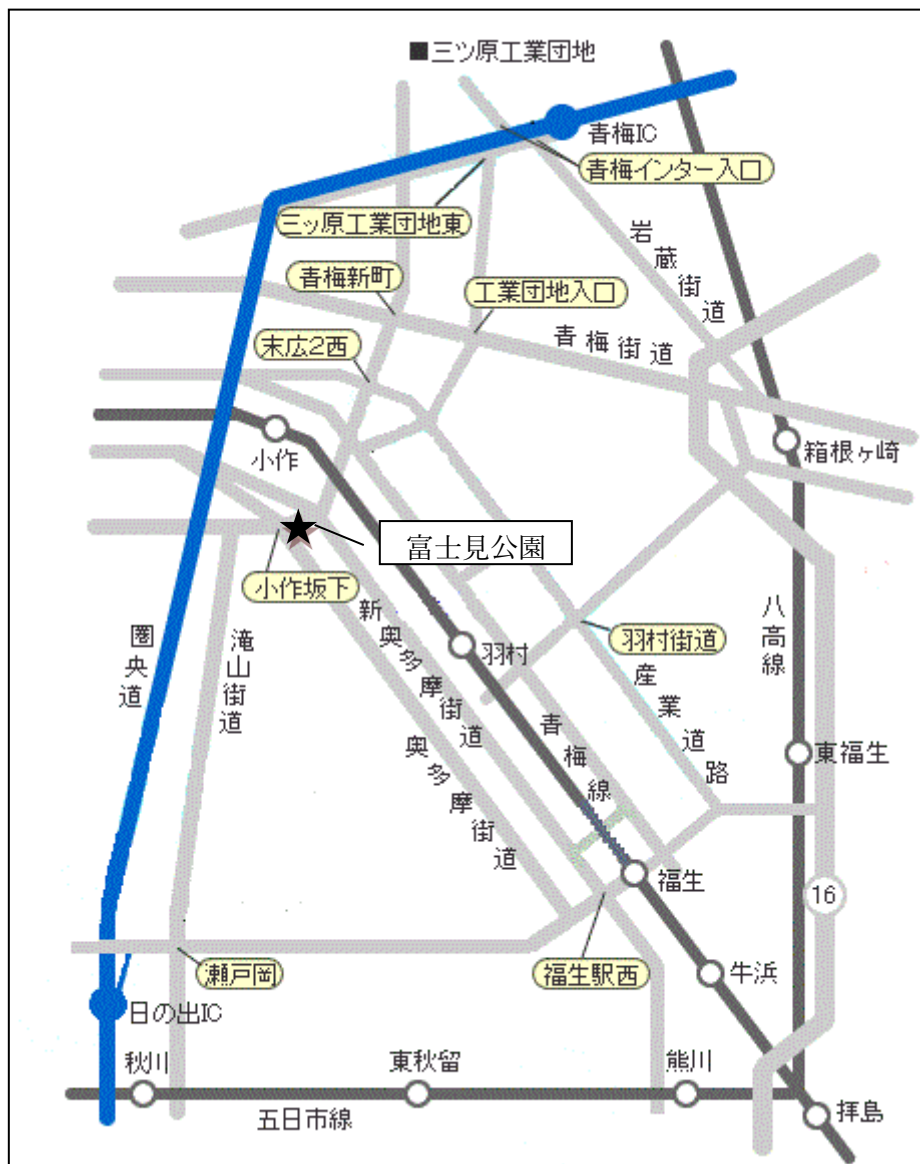 ■三ツ原工業団地
青梅IC
青梅インター入口
三ッ原工業団地東
岩蔵街道
青梅新町
工業団地入口
青梅街道
末広2西
小作
箱根ヶ崎
富士見公園
小作坂下
新奥多摩街道
羽村
羽村街道
八高線
圏央道
滝山街道
奥多摩街道
青梅線
産業道路
東福生
福生
16
瀬戸岡
福生駅西
牛浜
日の出IC
秋川
東秋留
熊川
拝島
五日市線